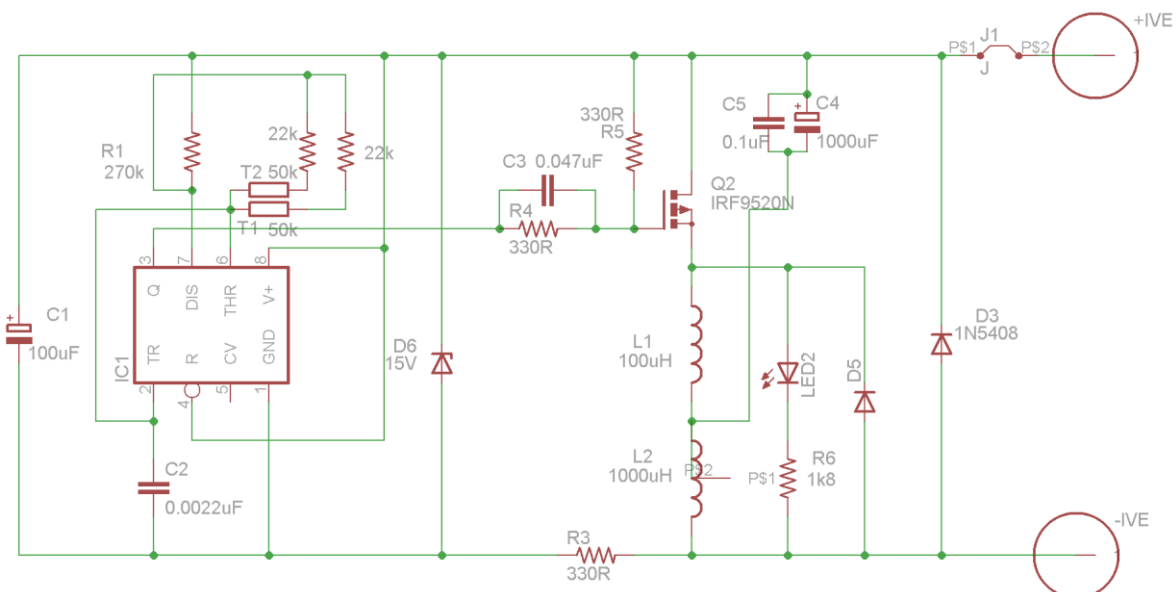 +IVE
J1
P$1
P$2
J
C5
C4
0.1uF
1000uF
330R
R5
22k
22k
R1
270k
C3 0.047uF
T2 50k
Q2
IRF9520N
R4
T1
50k
330R
3
7
6
8
Q
DIS
THR
V+
C1
100uF
D6
15V
D3
1N5408
L1
100uH
LED2
D5
IC1
TR
R
CV
GND
2
4
5
1
L2
1000uH
P$2
P$1
R6
1k8
C2
0.0022uF
R3
330R
-IVE